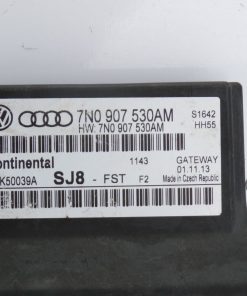 7N0 907 530AM
HW: 7N0 907 530AM
S1642
HH55
ontinental
1143
GATEWAY
01.11.13
K50039A
SJ8 - FST F2
Made in Czech Republic